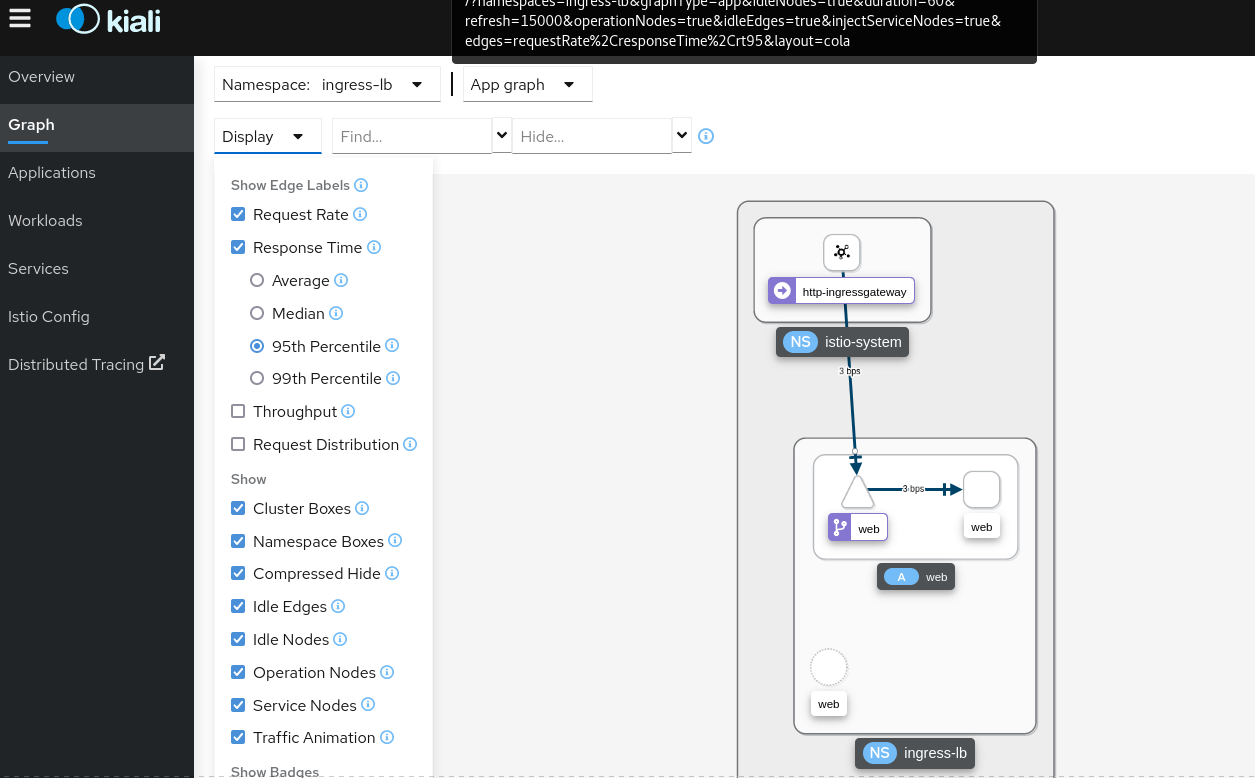 /?namespaces=ingress-lb&graphType=app&idleNodes=true&duration=60&
refresh=15000&operationNodes=true&idleEdges=true&injectServiceNodes=true&
edges=requestRate%2CresponseTime%2Crt95&layout=cola
kiali
Overview
Graph
Applications
Workloads
Services
Istio Config
Distributed Tracing
Namespace: ingress-lb
App graph
Display
Find...
Hide...
Show Edge Labels
Request Rate
Response Time
Average
Median
95th Percentile
99th Percentile
Throughput
Request Distribution
Show
Cluster Boxes
Namespace Boxes
Compressed Hide
Idle Edges
Idle Nodes
Operation Nodes
Service Nodes
Traffic Animation
Show Badges
http-ingressgateway
NS istio-system
3 bps
3 bps
web
web
A web
web
NS ingress-lb